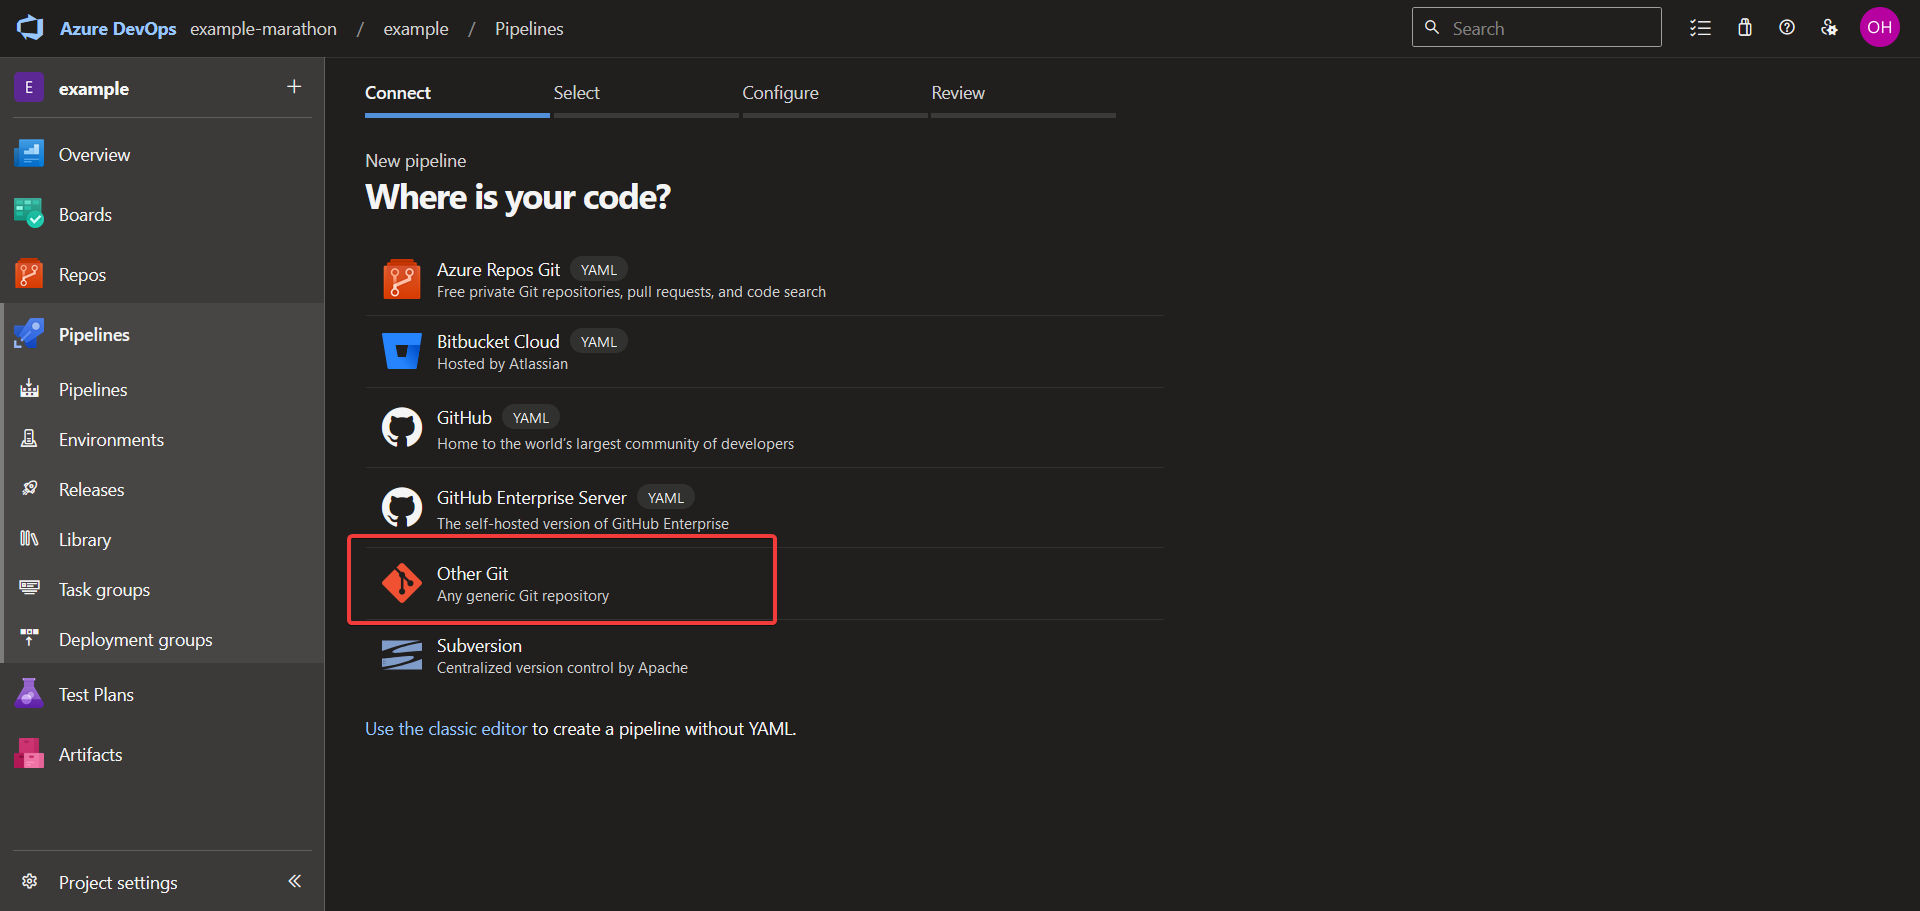 Azure DevOps example-marathon / example / Pipelines
Search
OH
E example +
Overview
Boards
Repos
Pipelines
Pipelines
Environments
Releases
Library
Task groups
Deployment groups
Test Plans
Artifacts
Project settings
Connect Select Configure Review
New pipeline
Where is your code?
Azure Repos Git YAML
Free private Git repositories, pull requests, and code search
Bitbucket Cloud YAML
Hosted by Atlassian
GitHub YAML
Home to the world’s largest community of developers
GitHub Enterprise Server YAML
The self-hosted version of GitHub Enterprise
Other Git
Any generic Git repository
Subversion
Centralized version control by Apache
Use the classic editor to create a pipeline without YAML.